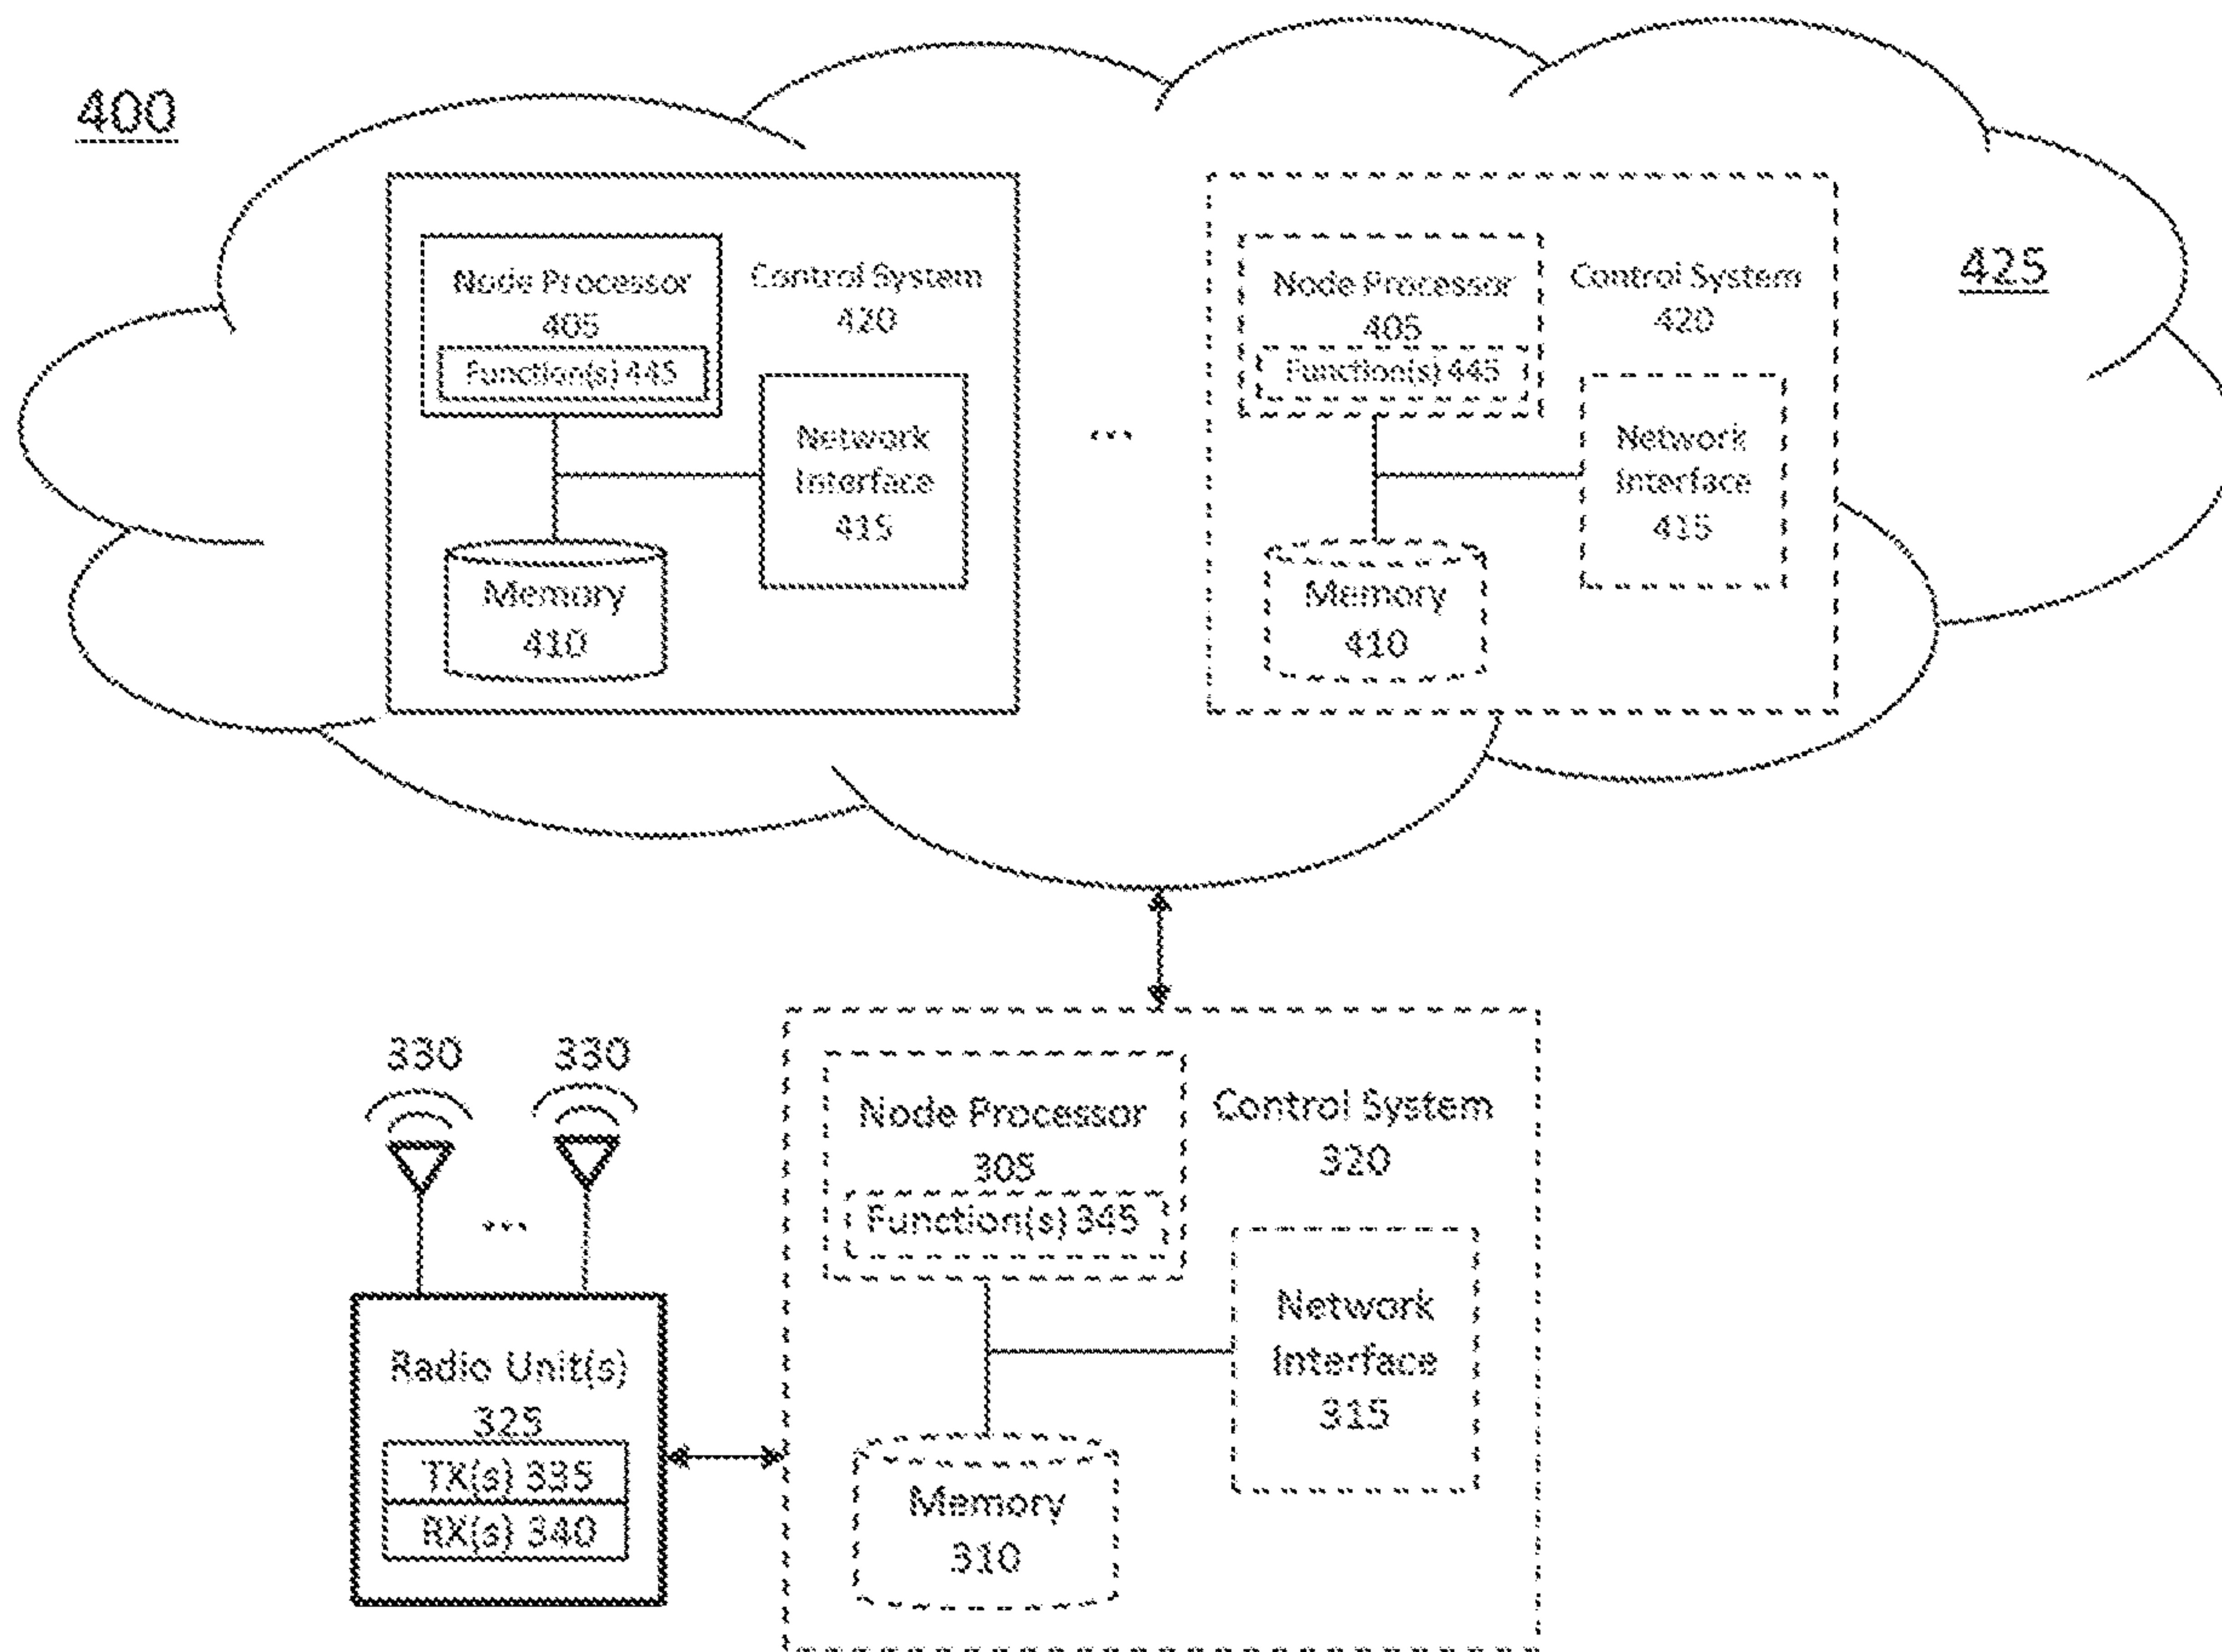 400
Node Processor
405
Function(s) 445
Control System
420
Network
Interface
415
Memory
410
...
Node Processor
405
Function(s) 445
Control System
420
Network
Interface
415
Memory
410
425
330
330
...
Radio Unit(s)
325
TX(s) 335
RX(s) 340
Node Processor
305
Function(s) 345
Control System
320
Network
Interface
315
Memory
310